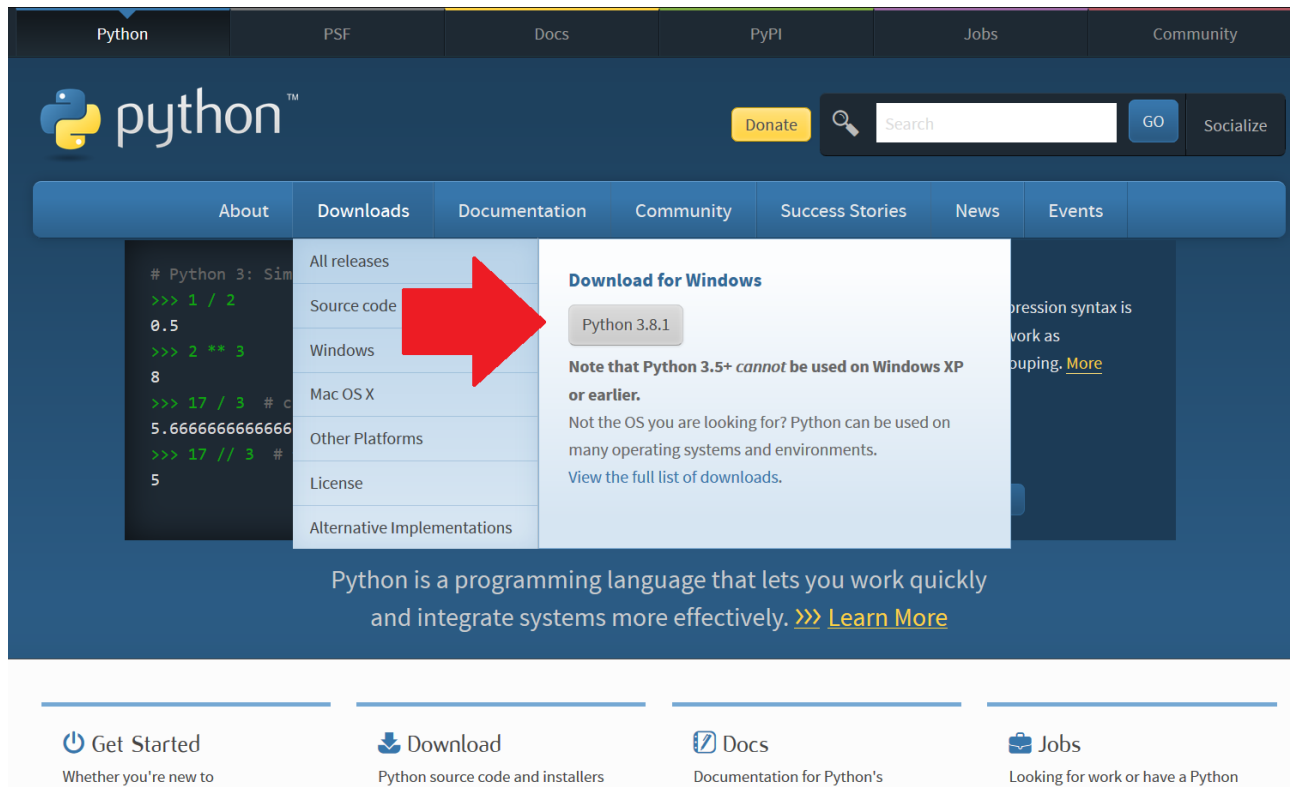 Python
PSF
Docs
PyPI
Jobs
Community
python™
Donate
Search
GO
Socialize
About
Downloads
Documentation
Community
Success Stories
News
Events
# Python 3: Sim
>>> 1 / 2
0.5
>>> 2 ** 3
8
>>> 17 / 3 # c
5.6666666666666
>>> 17 // 3 #
5
All releases
Source code
Windows
Mac OS X
Other Platforms
License
Alternative Implementations
Download for Windows
Python 3.8.1
Note that Python 3.5+ cannot be used on Windows XP
or earlier.
Not the OS you are looking for? Python can be used on
many operating systems and environments.
View the full list of downloads.
pression syntax is
work as
ouping. More
Python is a programming language that lets you work quickly
and integrate systems more effectively. >>> Learn More
Get Started
Whether you're new to
Download
Python source code and installers
Docs
Documentation for Python's
Jobs
Looking for work or have a Python